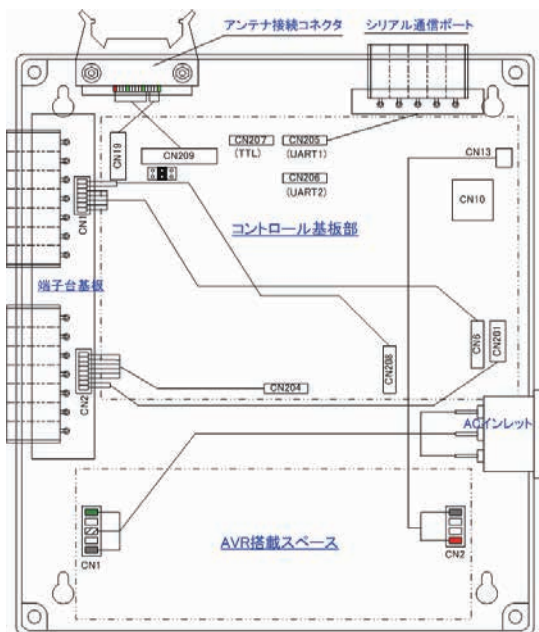 アンテナ接続コネクタ
シリアル通信ポート
CN19
CN209
CN207
(TTL)
CN205
(UART1)
CN206
(UART2)
CN13
CN10
CN1
コントロール基板部
端子台基板
CN6
CN201
CN208
CN204
CN2
ACインレット
AVR搭載スペース
CN1
CN2